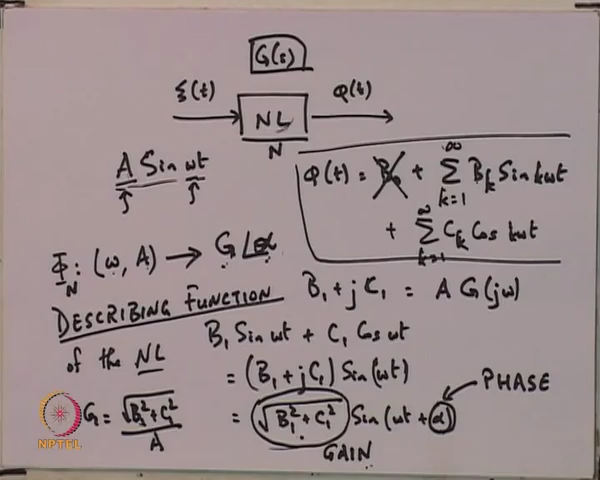 G(s)
ξ(t) NL φ(t)
N
A Sin ωt
φ(t) = B₀ + ∑ₖ₌₁^∞ Bₖ Sin kωt
+ ∑ₖ₌₁^∞ Cₖ Cos kωt
Φ_N : (ω, A) → G∠α
B₁ + j C₁ = A G(jω)
DESCRIBING FUNCTION
of the NL
B₁ Sin ωt + C₁ Cos ωt
= (B₁ + jC₁) Sin(ωt)
PHASE
G = √(B₁² + C₁²) / A
= √(B₁² + C₁²) Sin (ωt + α)
GAIN
NPTEL